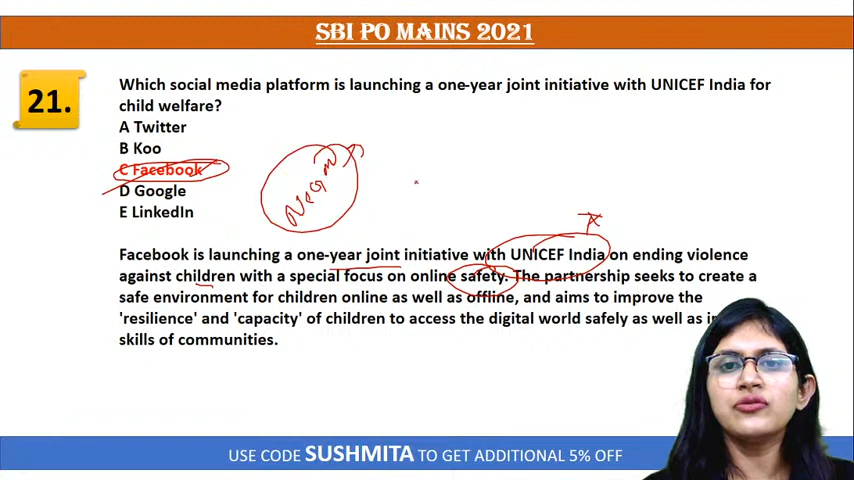 SBI PO MAINS 2021
21.
Which social media platform is launching a one-year joint initiative with UNICEF India for
child welfare?
A Twitter
B Koo
C Facebook
D Google
E LinkedIn
Facebook is launching a one-year joint initiative with UNICEF India on ending violence
against children with a special focus on online safety. The partnership seeks to create a
safe environment for children online as well as offline, and aims to improve the
'resilience' and 'capacity' of children to access the digital world safely as well as
skills of communities.
USE CODE SUSHMITA TO GET ADDITIONAL 5% OFF